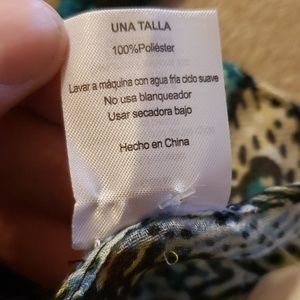 UNA TALLA
100%Poliéster
Lavar a máquina con agua fria ciclo suave
No usa blanqueador
Usar secadora bajo
Hecho en China